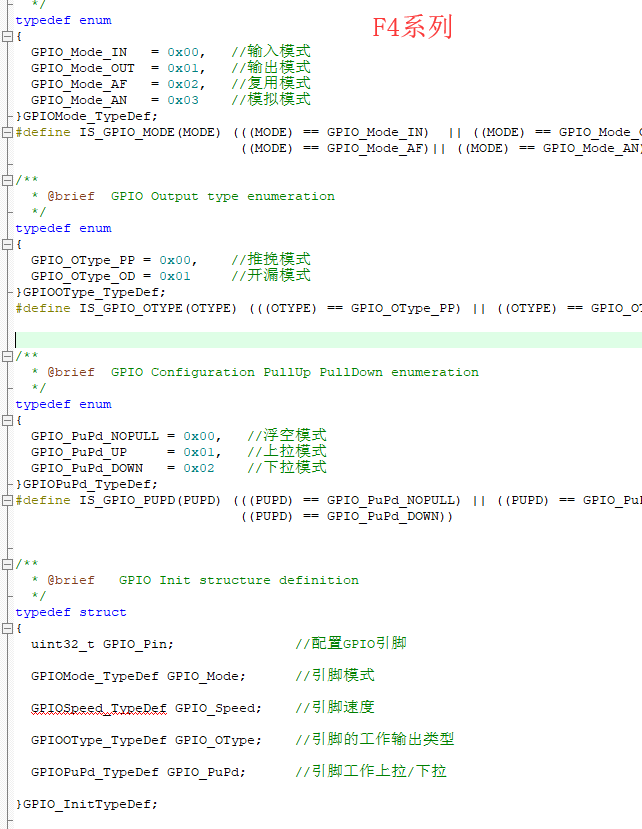 */
F4系列
typedef enum
{
GPIO_Mode_IN   = 0x00,   //输入模式
GPIO_Mode_OUT  = 0x01,   //输出模式
GPIO_Mode_AF   = 0x02,   //复用模式
GPIO_Mode_AN   = 0x03    //模拟模式
}GPIOMode_TypeDef;
#define IS_GPIO_MODE(MODE) (((MODE) == GPIO_Mode_IN)  || ((MODE) == GPIO_Mode_
((MODE) == GPIO_Mode_AF)|| ((MODE) == GPIO_Mode_AN)
/**
* @brief  GPIO Output type enumeration
*/
typedef enum
{
GPIO_OType_PP = 0x00,    //推挽模式
GPIO_OType_OD = 0x01     //开漏模式
}GPIOOType_TypeDef;
#define IS_GPIO_OTYPE(OTYPE) (((OTYPE) == GPIO_OType_PP) || ((OTYPE) == GPIO_OT
/**
* @brief  GPIO Configuration PullUp PullDown enumeration
*/
typedef enum
{
GPIO_PuPd_NOPULL = 0x00,   //浮空模式
GPIO_PuPd_UP     = 0x01,   //上拉模式
GPIO_PuPd_DOWN   = 0x02    //下拉模式
}GPIOPuPd_TypeDef;
#define IS_GPIO_PUPD(PUPD) (((PUPD) == GPIO_PuPd_NOPULL) || ((PUPD) == GPIO_Pu
((PUPD) == GPIO_PuPd_DOWN))
/**
* @brief   GPIO Init structure definition
*/
typedef struct
{
uint32_t GPIO_Pin;               //配置GPIO引脚
GPIOMode_TypeDef GPIO_Mode;      //引脚模式
GPIOSpeed_TypeDef GPIO_Speed;    //引脚速度
GPIOOType_TypeDef GPIO_OType;    //引脚的工作输出类型
GPIOPuPd_TypeDef GPIO_PuPd;      //引脚工作上拉/下拉
}GPIO_InitTypeDef;